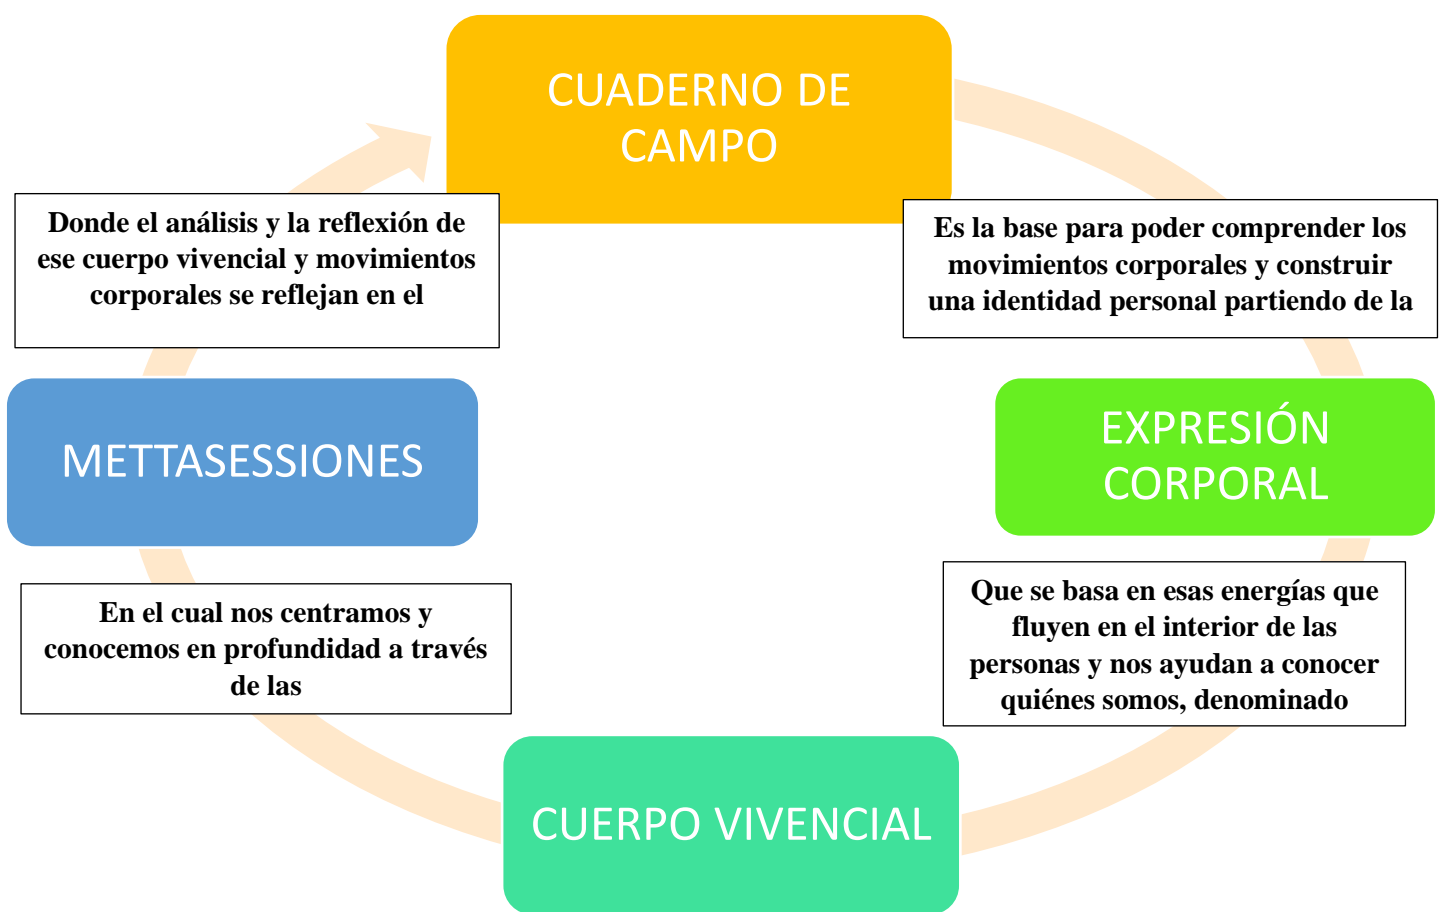 CUADERNO DE
CAMPO
Es la base para poder comprender los
movimientos corporales y construir
una identidad personal partiendo de la
EXPRESIÓN
CORPORAL
Que se basa en esas energías que
fluyen en el interior de las
personas y nos ayudan a conocer
quiénes somos, denominado
CUERPO VIVENCIAL
En el cual nos centramos y
conocemos en profundidad a través
de las
METTASESSIONES
Donde el análisis y la reflexión de
ese cuerpo vivencial y movimientos
corporales se reflejan en el